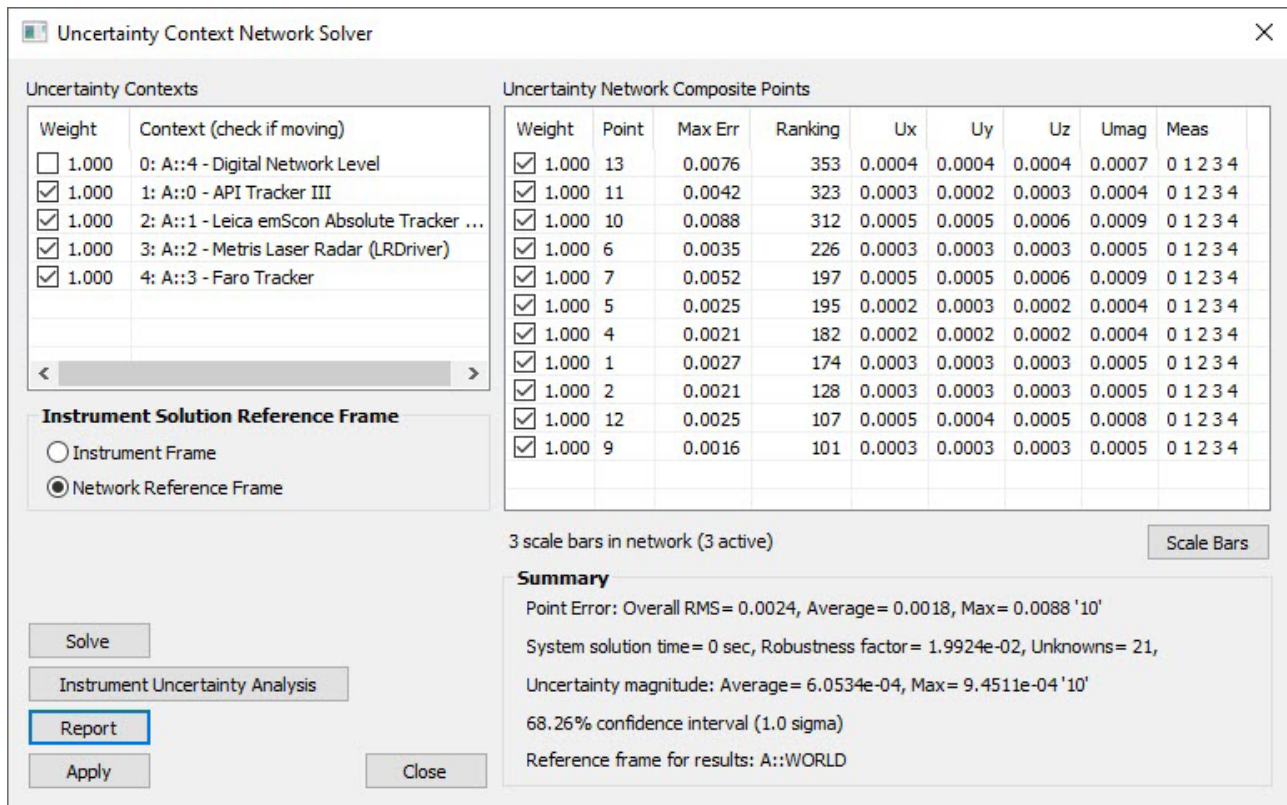 Uncertainty Context Network Solver
Uncertainty Contexts
Weight Context (check if moving)
1.000 0: A::4 - Digital Network Level
1.000 1: A::0 - API Tracker III
1.000 2: A::1 - Leica emScon Absolute Tracker ...
1.000 3: A::2 - Metris Laser Radar (LRDriver)
1.000 4: A::3 - Faro Tracker
Instrument Solution Reference Frame
Instrument Frame
Network Reference Frame
Solve
Instrument Uncertainty Analysis
Report
Apply
Close
Uncertainty Network Composite Points
Weight Point Max Err Ranking Ux Uy Uz Umag Meas
1.000 13 0.0076 353 0.0004 0.0004 0.0004 0.0007 0 1 2 3 4
1.000 11 0.0042 323 0.0003 0.0002 0.0003 0.0004 0 1 2 3 4
1.000 10 0.0088 312 0.0005 0.0005 0.0006 0.0009 0 1 2 3 4
1.000 6 0.0035 226 0.0003 0.0003 0.0003 0.0005 0 1 2 3 4
1.000 7 0.0052 197 0.0005 0.0005 0.0006 0.0009 0 1 2 3 4
1.000 5 0.0025 195 0.0002 0.0003 0.0002 0.0004 0 1 2 3 4
1.000 4 0.0021 182 0.0002 0.0002 0.0002 0.0004 0 1 2 3 4
1.000 1 0.0027 174 0.0003 0.0003 0.0003 0.0005 0 1 2 3 4
1.000 2 0.0021 128 0.0003 0.0003 0.0003 0.0005 0 1 2 3 4
1.000 12 0.0025 107 0.0005 0.0004 0.0005 0.0008 0 1 2 3 4
1.000 9 0.0016 101 0.0003 0.0003 0.0003 0.0005 0 1 2 3 4
3 scale bars in network (3 active)
Scale Bars
Summary
Point Error: Overall RMS= 0.0024, Average= 0.0018, Max= 0.0088 '10'
System solution time= 0 sec, Robustness factor= 1.9924e-02, Unknowns= 21,
Uncertainty magnitude: Average= 6.0534e-04, Max= 9.4511e-04 '10'
68.26% confidence interval (1.0 sigma)
Reference frame for results: A::WORLD